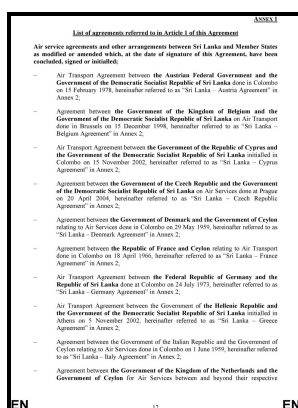 ANNEX 1
List of agreements referred to in Article 1 of this Agreement
Air service agreements and other arrangements between Sri Lanka and Member States
as modified or amended which, at the date of signature of this Agreement, have been
concluded, signed or initialled;
– Air Transport Agreement between the Austrian Federal Government and the
Government of the Democratic Socialist Republic of Sri Lanka done in Colombo
on 15 February 1978, hereinafter referred to as “Sri Lanka – Austria Agreement” in
Annex 2;
– Agreement between the Government of the Kingdom of Belgium and the
Government of the Democratic Socialist Republic of Sri Lanka on Air Transport
done in Brussels on 15 December 1998, hereinafter referred to as “Sri Lanka –
Belgium Agreement” in Annex 2;
– Air Transport Agreement between the Government of the Republic of Cyprus and
the Government of the Democratic Socialist Republic of Sri Lanka initialled in
Colombo on 15 November 2002, hereinafter referred to as “Sri Lanka – Cyprus
Agreement” in Annex 2;
– Agreement between the Government of the Czech Republic and the Government
of the Democratic Socialist Republic of Sri Lanka on Air Services done at Prague
on 20 April 2004, hereinafter referred to as “Sri Lanka – Czech Republic
Agreement” in Annex 2;
– Agreement between the Government of Denmark and the Government of Ceylon
relating to Air Services done in Colombo on 29 May 1959, hereinafter referred to as
“Sri Lanka – Denmark Agreement” in Annex 2;
– Agreement between the Republic of France and Ceylon relating to Air Transport
done in Colombo on 18 April 1966, hereinafter referred to as “Sri Lanka – France
Agreement” in Annex 2;
– Air Transport Agreement between the Federal Republic of Germany and the
Republic of Sri Lanka done at Colombo on 24 July 1973, hereinafter referred to as
“Sri Lanka – Germany Agreement” in Annex 2;
– Air Transport Agreement between the Government of the Hellenic Republic and
the Government of the Democratic Socialist Republic of Sri Lanka initialled in
Athens on 5 November 2002, hereinafter referred to as “Sri Lanka – Greece
Agreement” in Annex 2;
– Agreement between the Government of the Italian Republic and the Government of
Ceylon relating to Air Services done in Colombo on 1 June 1959, hereinafter referred
to as “Sri Lanka – Italy Agreement” in Annex 2;
– Agreement between the Government of the Kingdom of the Netherlands and the
Government of Ceylon for Air Services between and beyond their respective
EN 12 EN